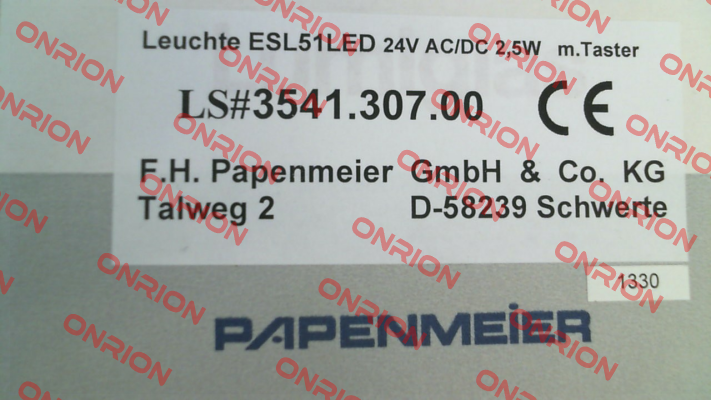 Leuchte ESL51LED 24V AC/DC 2,5W m.Taster
LS#3541.307.00 CE
F.H. Papenmeier GmbH & Co. KG
Talweg 2 D-58239 Schwerte
1330
PAPENMEiER
ONRION